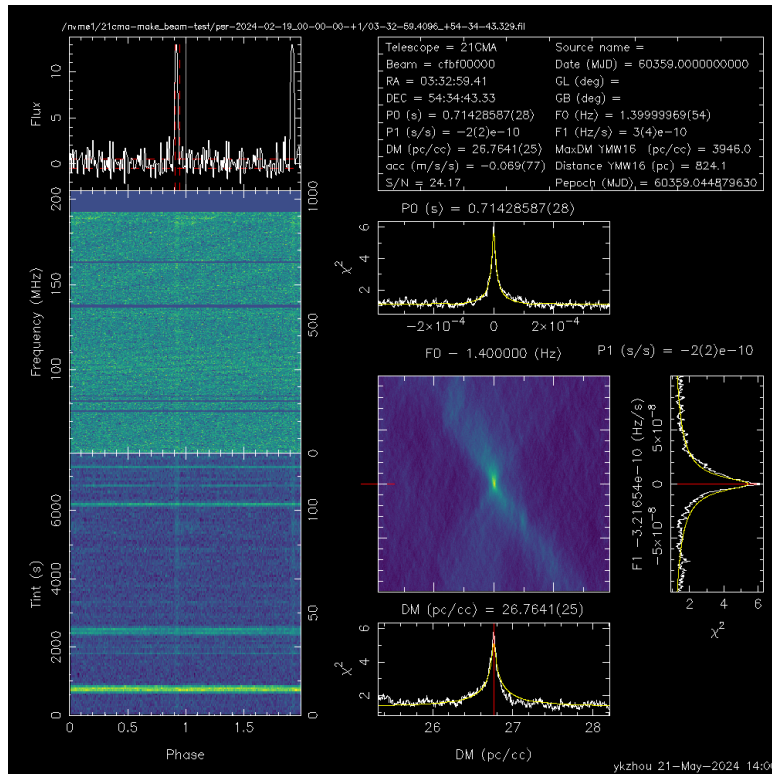 /nvme1/21cma-make_beam-test/psr-2024-02-19_00-00-00-+1/03-32-59.4096_+54-34-43.329.fil
Telescope = 21CMA Source name =
Beam = cfbf00000 Date (MJD) = 60359.0000000000
RA = 03:32:59.41 GL (deg) =
DEC = 54:34:43.33 GB (deg) =
P0 (s) = 0.71428587(28) F0 (Hz) = 1.39999969(54)
P1 (s/s) = -2(2)e-10 F1 (Hz/s) = 3(4)e-10
DM (pc/cc) = 26.7641(25) MaxDM YMW16 (pc/cc) = 3946.0
acc (m/s/s) = -0.069(77) Distance YMW16 (pc) = 824.1
S/N = 24.17 Pepoch (MJD) = 60359.044879630
Flux
10
5
0
200
150
100
Frequency (MHz)
1000
500
0
6000
4000
2000
0
Tint (s)
100
50
0
0 0.5 1 1.5
Phase
P0 (s) = 0.71428587(28)
χ²
6
4
2
-2×10⁻⁴ 0 2×10⁻⁴
F0 - 1.400000 (Hz)
P1 (s/s) = -2(2)e-10
F1 -3.21654e-10 (Hz/s)
5×10⁻⁸
0
-5×10⁻⁸
2 4 6
χ²
DM (pc/cc) = 26.7641(25)
χ²
6
4
2
26 27 28
DM (pc/cc)
ykzhou 21-May-2024 14:0